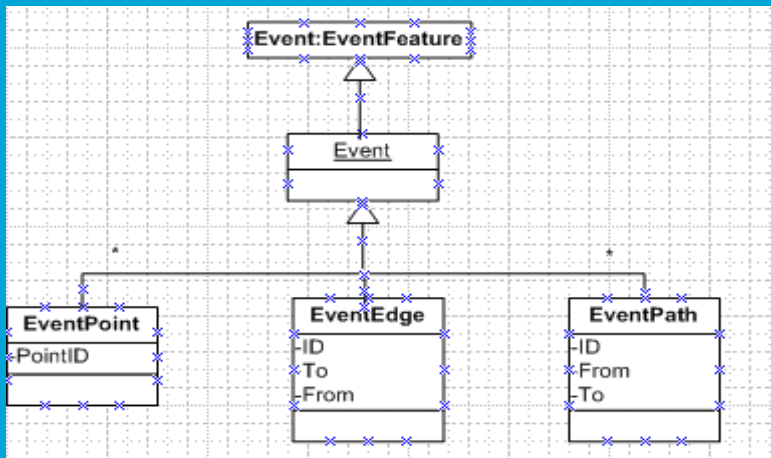 Event:EventFeature
Event
*
*
EventPoint
-PointID
EventEdge
-ID
-To
-From
EventPath
-ID
-From
-To